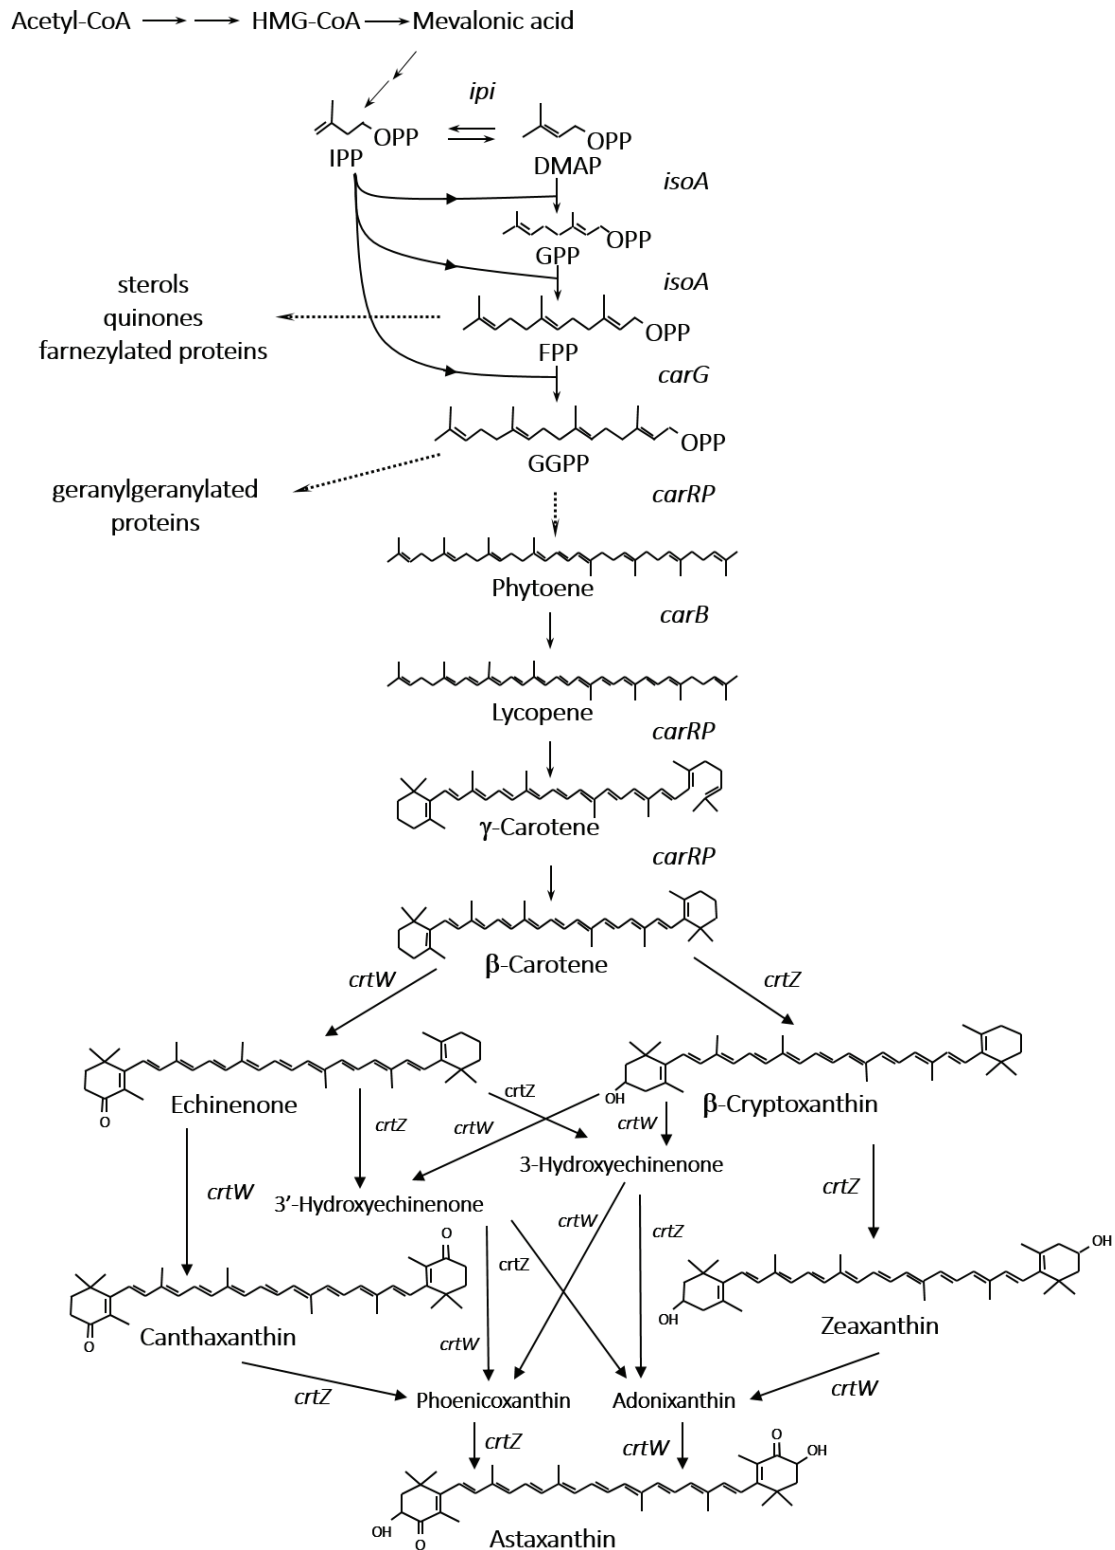 Acetyl-CoA HMG-CoA Mevalonic acid
ipi
OPP OPP
IPP DMAP
isoA
OPP
GPP
isoA
sterols
quinones
farnezylated proteins
OPP
FPP
carG
OPP
GGPP
geranylgeranylated
proteins
carRP
Phytoene
carB
Lycopene
carRP
γ-Carotene
carRP
β-Carotene
crtW crtZ
O OH
Echinenone β-Cryptoxanthin
crtZ
crtZ crtW crtW
3-Hydroxyechinenone
crtW crtZ
3'-Hydroxyechinenone
crtW crtZ
crtZ
O OH
O OH
Canthaxanthin Zeaxanthin
crtW
crtZ crtW
Phoenicoxanthin Adonixanthin
crtZ crtW
O OH
OH O
Astaxanthin